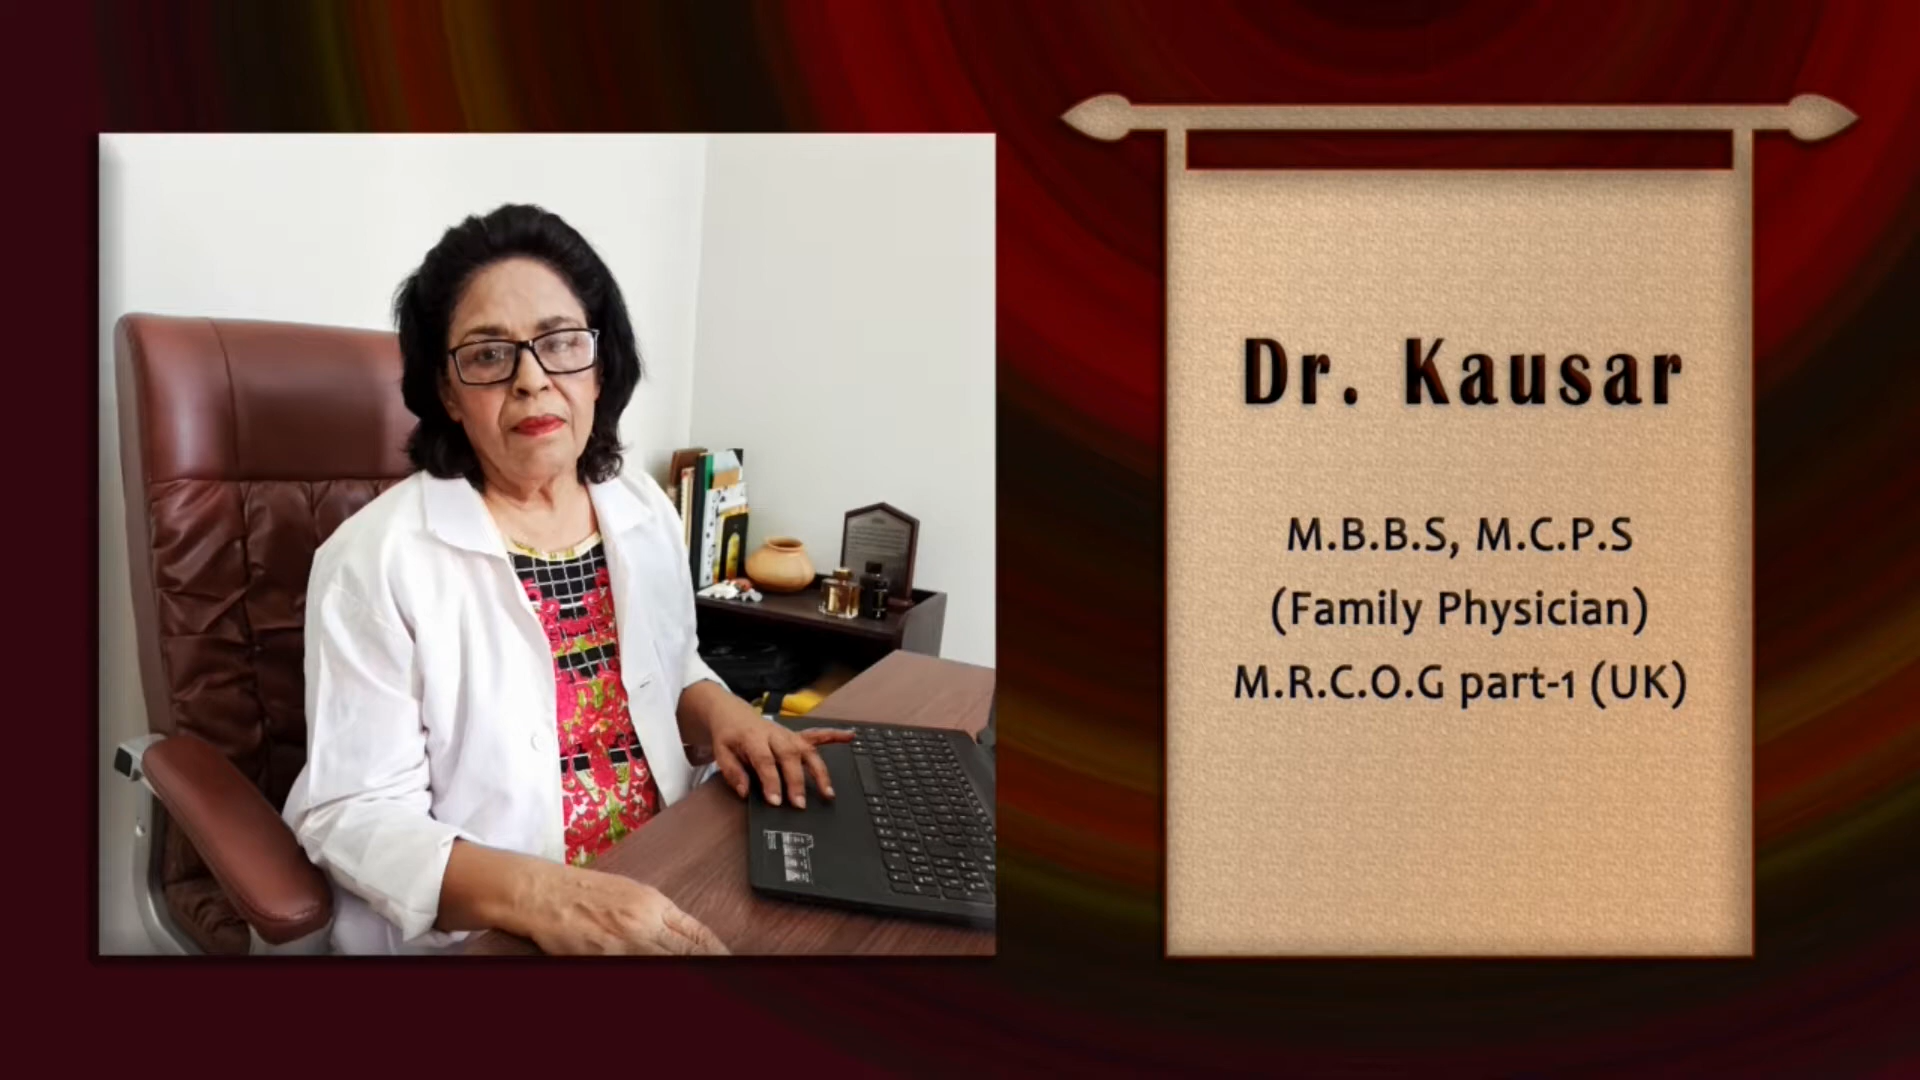 Dr. Kausar
M.B.B.S, M.C.P.S
(Family Physician)
M.R.C.O.G part-1 (UK)